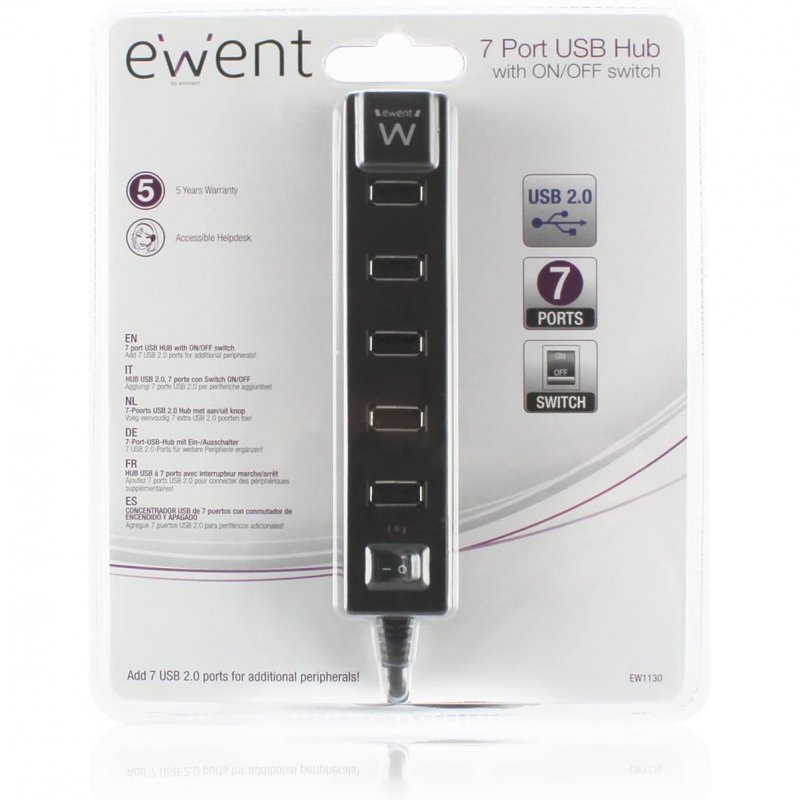 ewent
by eminent
7 Port USB Hub
with ON/OFF switch
ewent
W
5
5 Years Warranty
Accessible Helpdesk
USB 2.0
7
PORTS
ON
OFF
SWITCH
EN
7 port USB HUB with ON/OFF switch
Add 7 USB 2.0 ports for additional peripherals!
IT
HUB USB 2.0, 7 porte con Switch ON/OFF
Aggiungi 7 porte USB 2.0 per periferiche aggiuntive!
NL
7-Poorts USB 2.0 Hub met aan/uit knop
Voeg eenvoudig 7 extra USB 2.0 poorten toe!
DE
7-Port-USB-Hub mit Ein-/Ausschalter
7 USB 2.0-Ports für weitere Peripherie ergänzen!
FR
HUB USB à 7 ports avec interrupteur marche/arrêt
Ajoutez 7 ports USB 2.0 pour connecter des périphériques
supplémentaires!
ES
CONCENTRADOR USB de 7 puertos con conmutador de
ENCENDIDO Y APAGADO
Agregue 7 puertos USB 2.0 para periféricos adicionales!
Add 7 USB 2.0 ports for additional peripherals!
EW1130